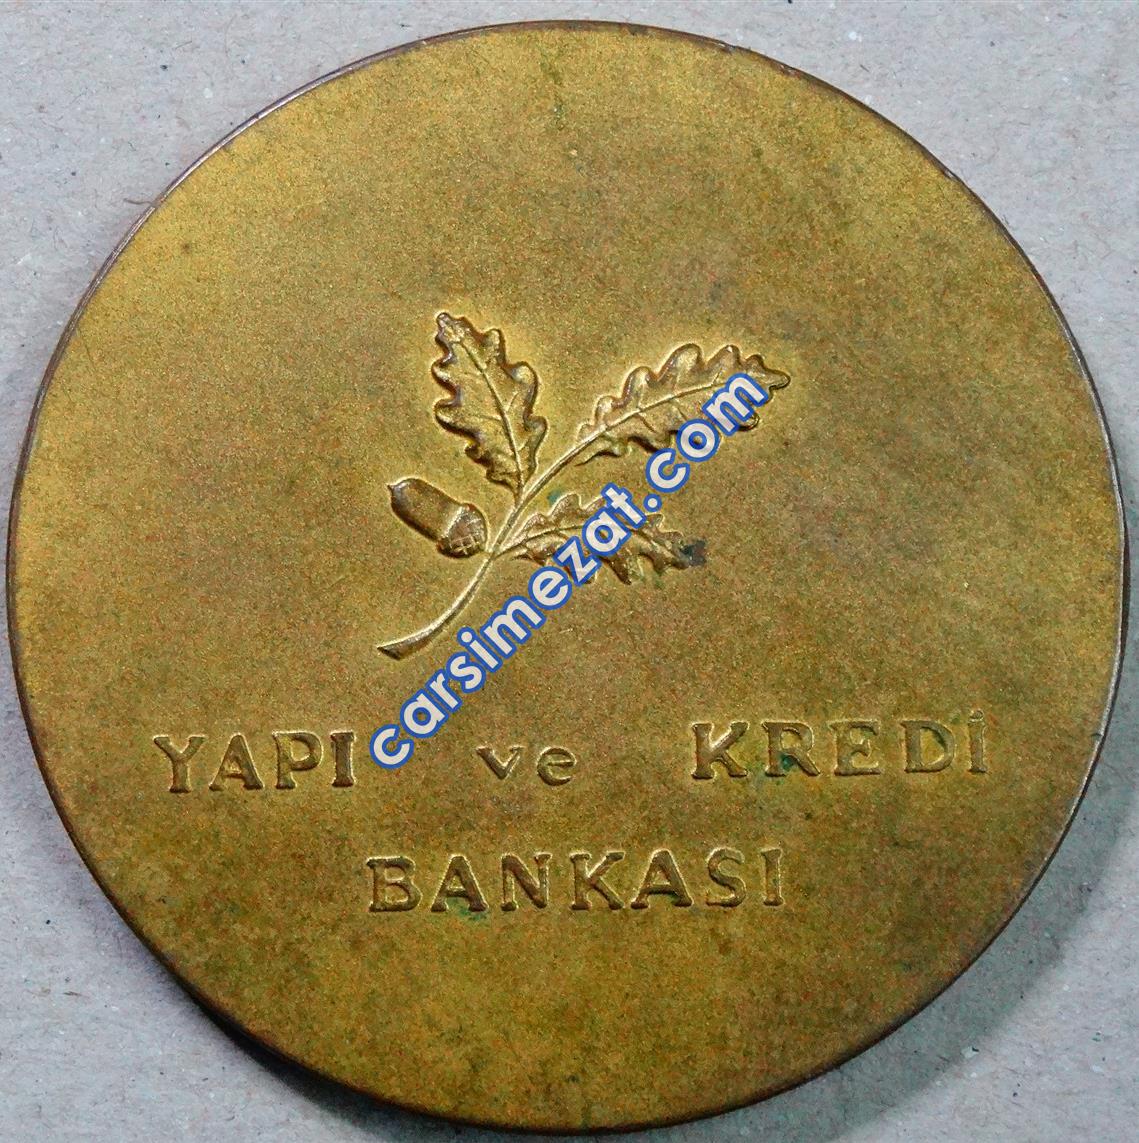 carsimezat.com
YAPI ve KREDİ
BANKASI